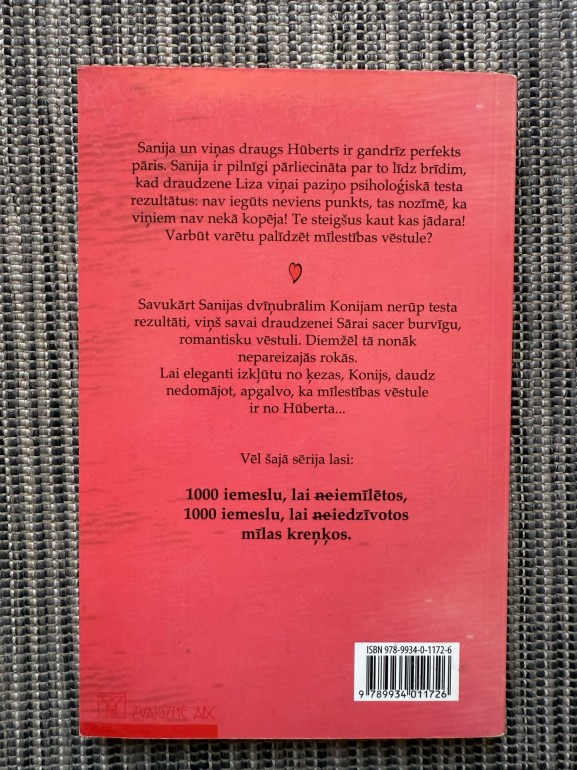 Sanija un viņas draugs Hūberts ir gandrīz perfekts
pāris. Sanija ir pilnīgi pārliecināta par to līdz brīdim,
kad draudzene Liza viņai paziņo psiholoģiskā testa
rezultātus: nav iegūts neviens punkts, tas nozīmē, ka
viņiem nav nekā kopēja! Te steigšus kaut kas jādara!
Varbūt varētu palīdzēt mīlestības vēstule?
Savukārt Sanijas dvīņubrālim Konijam nerūp testa
rezultāti, viņš savai draudzenei Sārai sacer burvīgu,
romantisku vēstuli. Diemžēl tā nonāk
nepareizajās rokās.
Lai eleganti izkļūtu no ķezas, Konijs, daudz
nedomājot, apgalvo, ka mīlestības vēstule
ir no Hūberta...
Vēl šajā sērija lasi:
1000 iemeslu, lai neiemīlētos,
1000 iemeslu, lai neiedzīvotos
mīlas kreņķos.
ISBN 978-9934-0-1172-6
9 789934 011726
ZVAIGZNE ABC